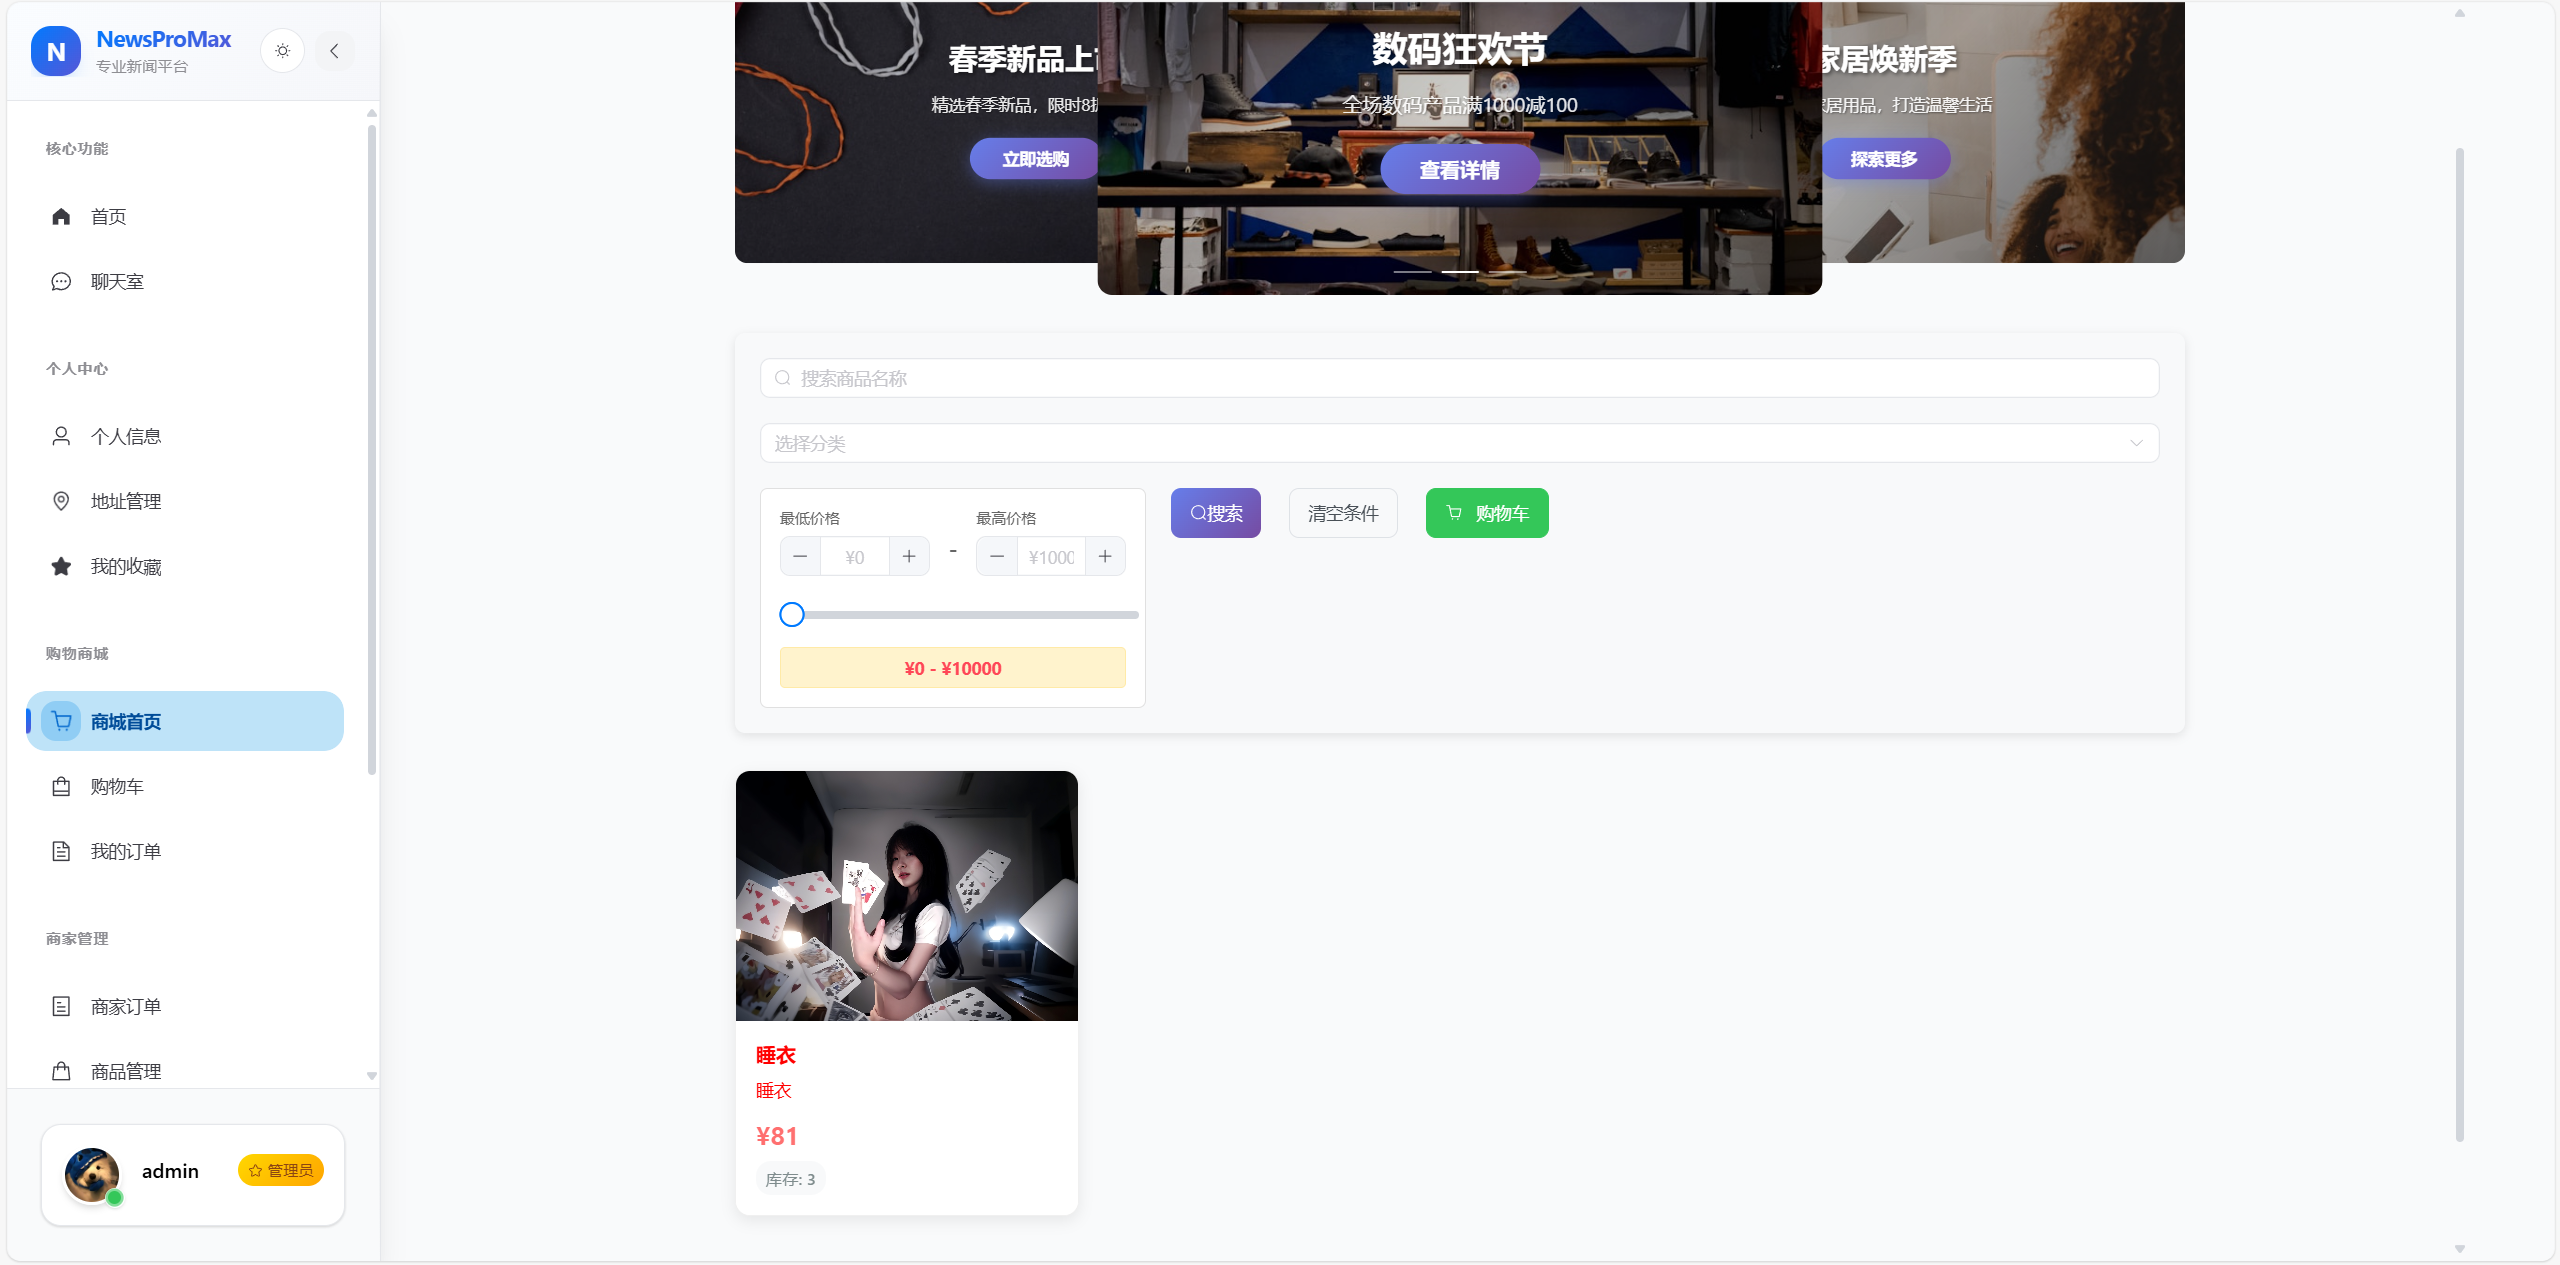 N
NewsProMax
专业新闻平台
核心功能
首页
聊天室
个人中心
个人信息
地址管理
我的收藏
购物商城
商城首页
购物车
我的订单
商家管理
商家订单
商品管理
admin
管理员
春季新品上
精选春季新品，限时8
立即选购
数码狂欢节
全场数码产品满1000减100
查看详情
家居焕新季
家居用品，打造温馨生活
探索更多
搜索商品名称
选择分类
最低价格
¥0
-
最高价格
¥1000
¥0 - ¥10000
搜索
清空条件
购物车
睡衣
睡衣
¥81
库存: 3